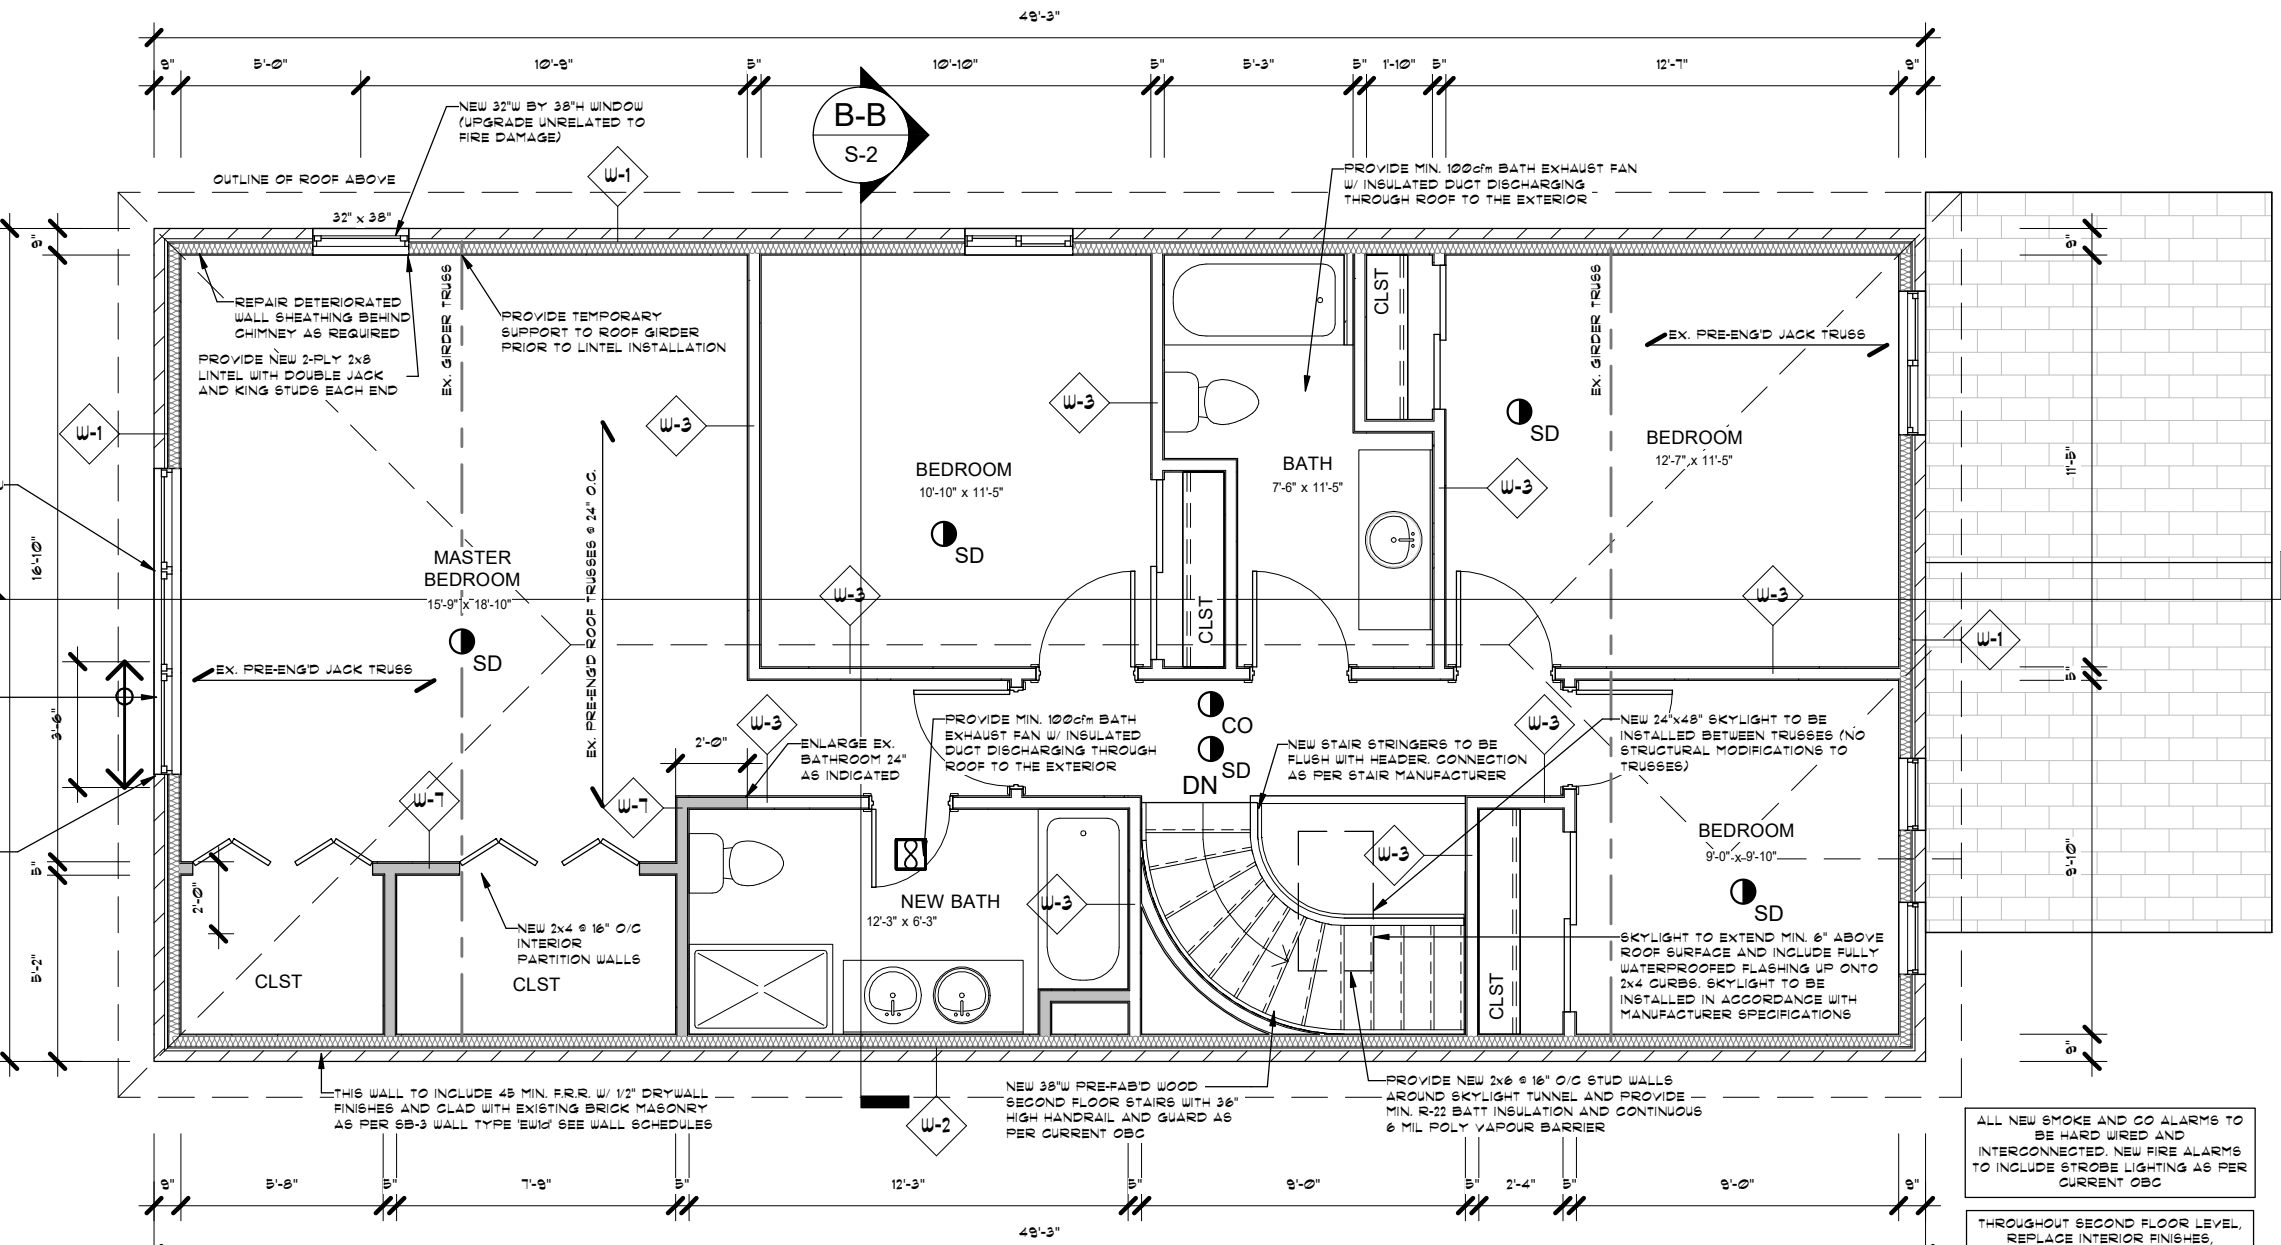 49'-3"
9"
5'-0"
10'-9"
5"
10'-10"
5"
5'-3"
5"
1'-10"
5"
12'-7"
9"
B-B
S-2
NEW 32"W BY 38"H WINDOW
(UPGRADE UNRELATED TO
FIRE DAMAGE)
OUTLINE OF ROOF ABOVE
W-1
PROVIDE MIN. 100cfm BATH EXHAUST FAN
W/ INSULATED DUCT DISCHARGING
THROUGH ROOF TO THE EXTERIOR
32" x 38"
9"
9"
REPAIR DETERIORATED
WALL SHEATHING BEHIND
CHIMNEY AS REQUIRED
PROVIDE NEW 2-PLY 2x8
LINTEL WITH DOUBLE JACK
AND KING STUDS EACH END
EX. GIRDER TRUSS
PROVIDE TEMPORARY
SUPPORT TO ROOF GIRDER
PRIOR TO LINTEL INSTALLATION
CLST
EX. GIRDER TRUSS
EX. PRE-ENG'D JACK TRUSS
W-1
W-3
W-3
SD
BEDROOM
12'-7" x 11'-5"
11'-5"
BEDROOM
10'-10" x 11'-5"
BATH
7'-6" x 11'-5"
W-3
SD
EX. PRE-ENG'D ROOF TRUSSES @ 24" O.C.
16'-10"
MASTER
BEDROOM
15'-9" x 18'-10"
SD
W-3
CLST
W-3
W-1
EX. PRE-ENG'D JACK TRUSS
3'-6"
5"
W-3
CO
SD
DN
2'-0"
ENLARGE EX.
BATHROOM 24"
AS INDICATED
PROVIDE MIN. 100cfm BATH
EXHAUST FAN W/ INSULATED
DUCT DISCHARGING THROUGH
ROOF TO THE EXTERIOR
NEW STAIR STRINGERS TO BE
FLUSH WITH HEADER. CONNECTION
AS PER STAIR MANUFACTURER
W-3
NEW 24"x48" SKYLIGHT TO BE
INSTALLED BETWEEN TRUSSES (NO
STRUCTURAL MODIFICATIONS TO
TRUSSES)
W-7
W-7
W-3
BEDROOM
9'-0" x 9'-10"
SD
9'-10"
5"
2'-0"
5'-2"
NEW BATH
12'-3" x 6'-3"
W-3
NEW 2x4 @ 16" O/C
INTERIOR
PARTITION WALLS
CLST
CLST
CLST
SKYLIGHT TO EXTEND MIN. 6" ABOVE
ROOF SURFACE AND INCLUDE FULLY
WATERPROOFED FLASHING UP ONTO
2x4 CURBS. SKYLIGHT TO BE
INSTALLED IN ACCORDANCE WITH
MANUFACTURER SPECIFICATIONS
9"
THIS WALL TO INCLUDE 45 MIN. F.R.R. W/ 1/2" DRYWALL
FINISHES AND CLAD WITH EXISTING BRICK MASONRY
AS PER SB-3 WALL TYPE 'EW1d' SEE WALL SCHEDULES
W-2
NEW 38"W PRE-FAB'D WOOD
SECOND FLOOR STAIRS WITH 36"
HIGH HANDRAIL AND GUARD AS
PER CURRENT OBC
PROVIDE NEW 2x6 @ 16" O/C STUD WALLS
AROUND SKYLIGHT TUNNEL AND PROVIDE
MIN. R-22 BATT INSULATION AND CONTINUOUS
6 MIL POLY VAPOUR BARRIER
ALL NEW SMOKE AND CO ALARMS TO
BE HARD WIRED AND
INTERCONNECTED. NEW FIRE ALARMS
TO INCLUDE STROBE LIGHTING AS PER
CURRENT OBC
9"
5'-8"
5"
7'-9"
5"
12'-3"
5"
9'-0"
5"
2'-4"
5"
9'-0"
9"
49'-3"
THROUGHOUT SECOND FLOOR LEVEL,
REPLACE INTERIOR FINISHES,